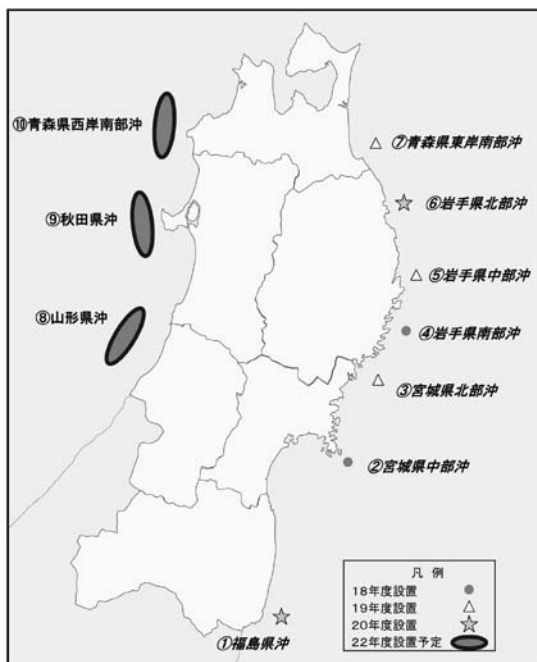 ⑩青森県西岸南部沖
⑦青森県東岸南部沖
⑥岩手県北部沖
⑨秋田県沖
⑤岩手県中部沖
⑧山形県沖
④岩手県南部沖
③宮城県北部沖
②宮城県中部沖
①福島県沖
凡 例
18年度設置
19年度設置
20年度設置
22年度設置予定